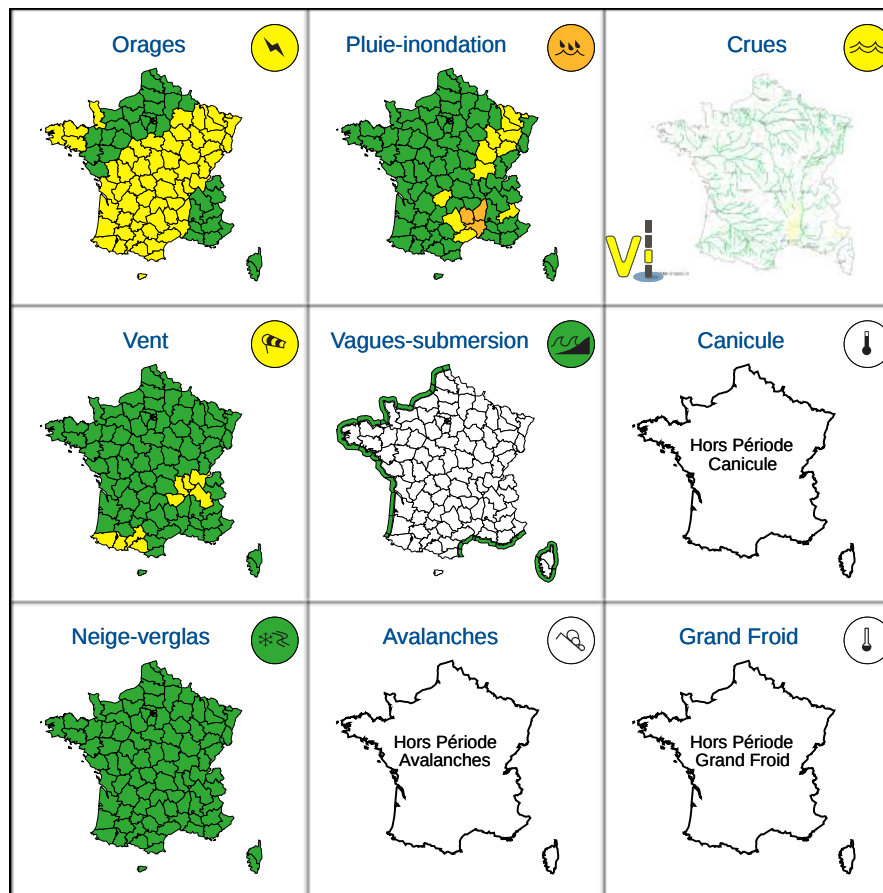 Orages
Pluie-inondation
Crues
Vi
Vent
Vagues-submersion
Canicule
Hors Période
Canicule
Neige-verglas
Avalanches
Grand Froid
Hors Période
Avalanches
Hors Période
Grand Froid